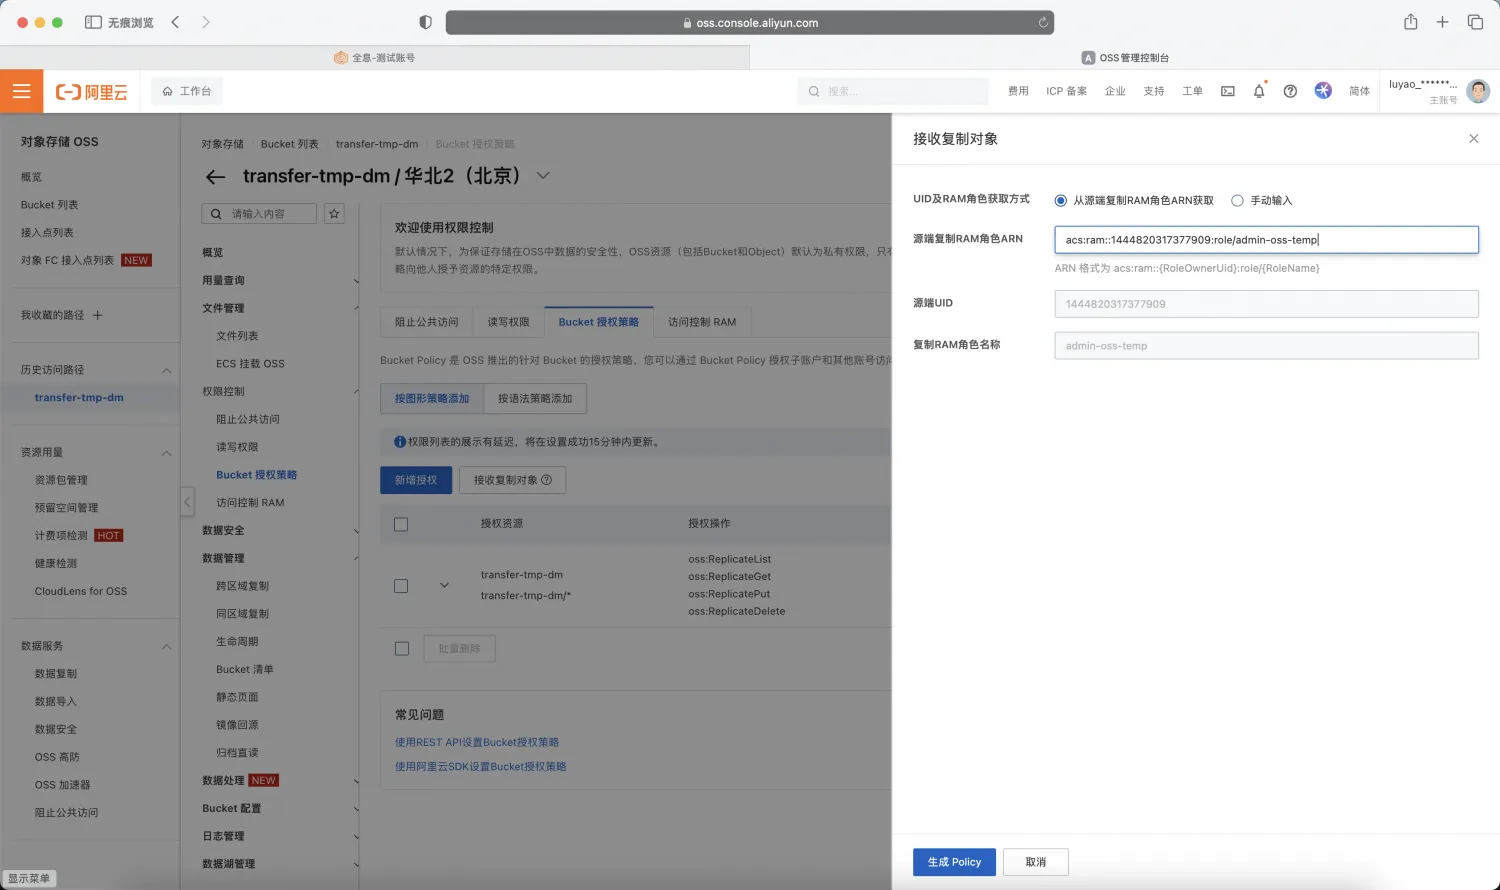 无痕浏览
oss.console.aliyun.com
全息-测试账号
OSS管理控制台
阿里云
工作台
搜索...
费用
ICP 备案
企业
支持
工单
简体
luyao_******...
主账号
对象存储 OSS
概览
Bucket 列表
接入点列表
对象 FC 接入点列表 NEW
我收藏的路径
历史访问路径
transfer-tmp-dm
资源用量
资源包管理
预留空间管理
计费项检测 HOT
健康检测
CloudLens for OSS
数据服务
数据复制
数据导入
数据安全
OSS 高防
OSS 加速器
阻止公共访问
显示菜单
对象存储
Bucket 列表
transfer-tmp-dm
Bucket 授权策略
transfer-tmp-dm / 华北2（北京）
请输入内容
概览
用量查询
文件管理
文件列表
ECS 挂载 OSS
权限控制
阻止公共访问
读写权限
Bucket 授权策略
访问控制 RAM
数据安全
数据管理
跨区域复制
同区域复制
生命周期
Bucket 清单
静态页面
镜像回源
归档直读
数据处理 NEW
Bucket 配置
日志管理
数据湖管理
欢迎使用权限控制
默认情况下，为保证存储在OSS中数据的安全性，OSS资源（包括Bucket和Object）默认为私有权限，只有
略向他人授予资源的特定权限。
阻止公共访问
读写权限
Bucket 授权策略
访问控制 RAM
Bucket Policy 是 OSS 推出的针对 Bucket 的授权策略，您可以通过 Bucket Policy 授权子账户和其他账号访问
按图形策略添加
按语法策略添加
权限列表的展示有延迟，将在设置成功15分钟内更新。
新增授权
接收复制对象
授权资源
授权操作
transfer-tmp-dm
transfer-tmp-dm/*
oss:ReplicateList
oss:ReplicateGet
oss:ReplicatePut
oss:ReplicateDelete
批量删除
常见问题
使用REST API设置Bucket授权策略
使用阿里云SDK设置Bucket授权策略
接收复制对象
UID及RAM角色获取方式
从源端复制RAM角色ARN获取
手动输入
源端复制RAM角色ARN
acs:ram::1444820317377909:role/admin-oss-temp
ARN 格式为 acs:ram::{RoleOwnerUid}:role/{RoleName}
源端UID
1444820317377909
复制RAM角色名称
admin-oss-temp
生成 Policy
取消